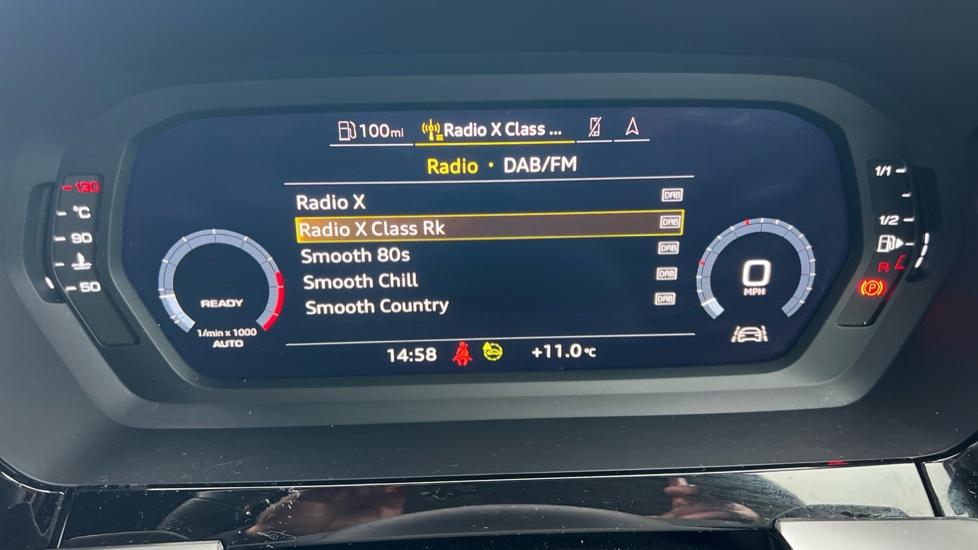 100mi Radio X Class ...
Radio • DAB/FM
Radio X DAB
Radio X Class Rk DAB
Smooth 80s DAB
Smooth Chill DAB
Smooth Country DAB
14:58 +11.0°C
READY
1/min x 1000
AUTO
0
MPH
130
°C
90
50
1/1
1/2
R
(P)